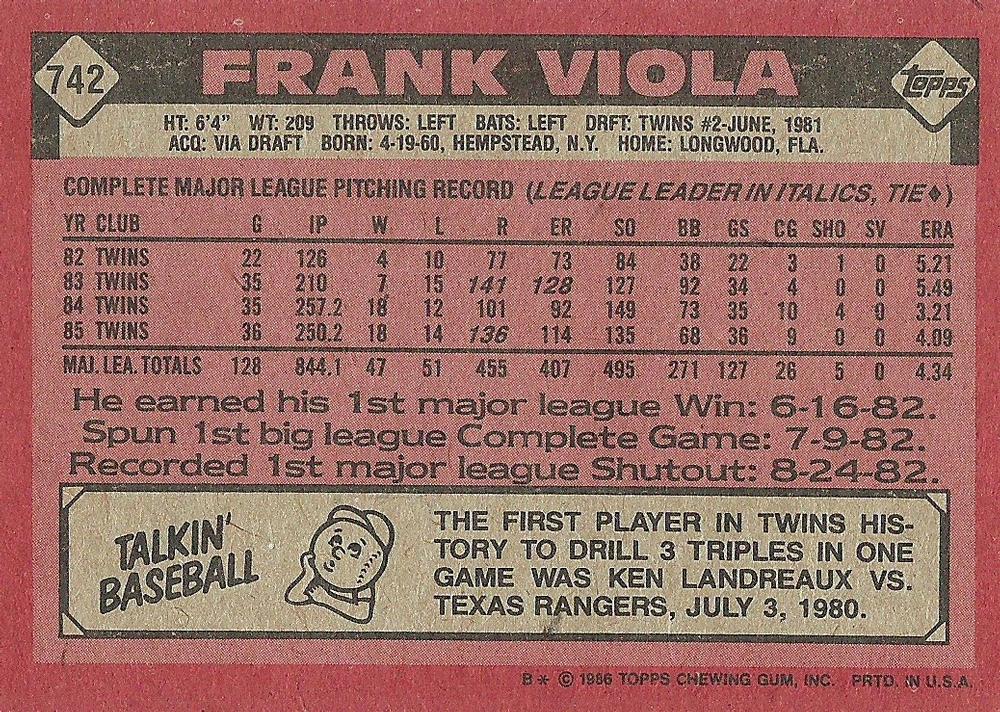 742 FRANK VIOLA TOPPS
HT: 6'4" WT: 209 THROWS: LEFT BATS: LEFT DRFT: TWINS #2-JUNE, 1981
ACQ: VIA DRAFT BORN: 4-19-60, HEMPSTEAD, N.Y. HOME: LONGWOOD, FLA.
COMPLETE MAJOR LEAGUE PITCHING RECORD (LEAGUE LEADER IN ITALICS, TIE♦)
YR CLUB G IP W L R ER SO BB GS CG SHO SV ERA
82 TWINS 22 126 4 10 77 73 84 38 22 3 1 0 5.21
83 TWINS 35 210 7 15 141 128 127 92 34 4 0 0 5.49
84 TWINS 35 257.2 18 12 101 92 149 73 35 10 4 0 3.21
85 TWINS 36 250.2 18 14 136 114 135 68 36 9 0 0 4.09
MAJ. LEA. TOTALS 128 844.1 47 51 455 407 495 271 127 26 5 0 4.34
He earned his 1st major league Win: 6-16-82.
Spun 1st big league Complete Game: 7-9-82.
Recorded 1st major league Shutout: 8-24-82.
TALKIN'
BASEBALL
THE FIRST PLAYER IN TWINS HIS-
TORY TO DRILL 3 TRIPLES IN ONE
GAME WAS KEN LANDREAUX VS.
TEXAS RANGERS, JULY 3, 1980.
B* © 1986 TOPPS CHEWING GUM, INC. PRTD. IN U.S.A.